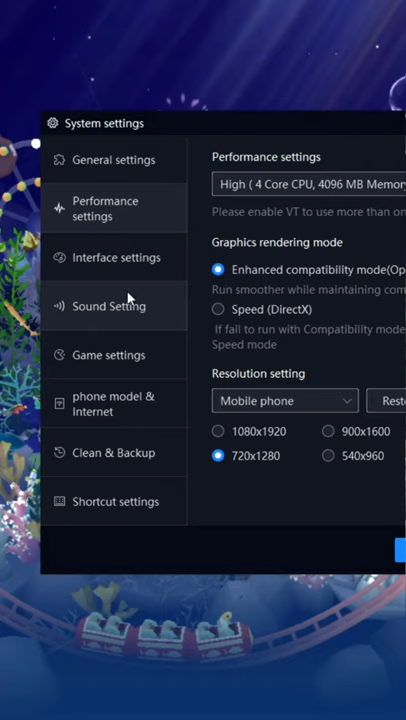 System settings
General settings
Performance
settings
Interface settings
Sound Setting
Game settings
phone model &
Internet
Clean & Backup
Shortcut settings
Performance settings
High ( 4 Core CPU, 4096 MB Memory
Please enable VT to use more than on
Graphics rendering mode
Enhanced compatibility mode(Op
Run smoother while maintaining com
Speed (DirectX)
If fail to run with Compatibility mode
Speed mode
Resolution setting
Mobile phone
Rest
1080x1920
900x1600
720x1280
540x960